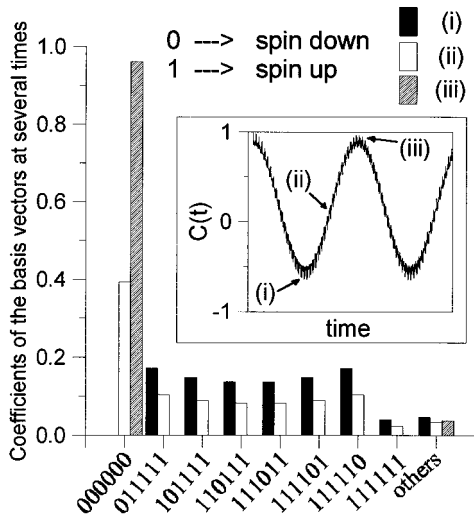 0 ---> spin down
1 ---> spin up
(i)
(ii)
(iii)
Coefficients of the basis vectors at several times
1.0
0.8
0.6
0.4
0.2
0.0
C(t)
1
0
-1
(i)
(ii)
(iii)
time
000000
011111
101111
110111
111011
111101
111110
111111
others